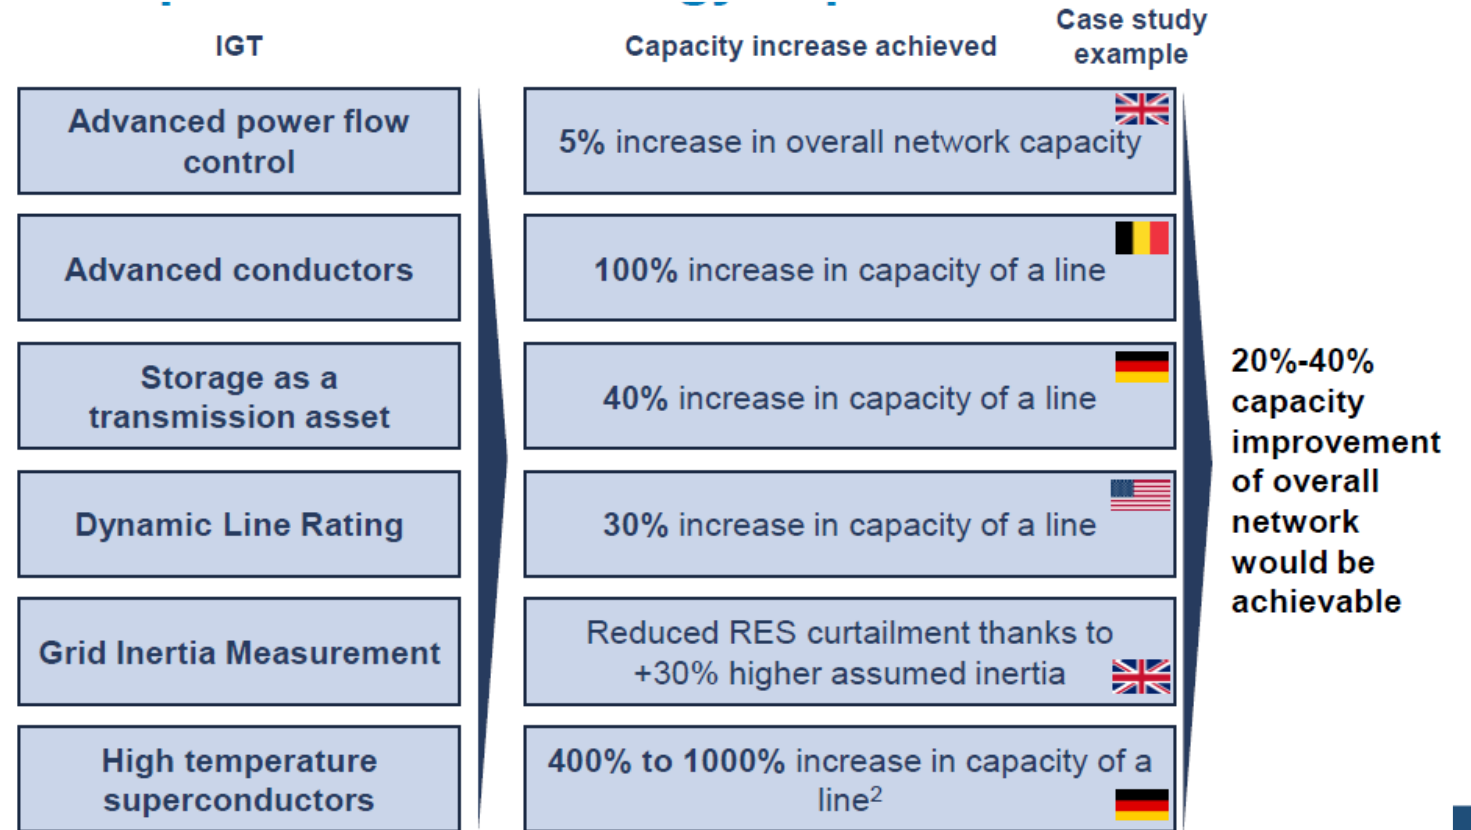 IGT
Capacity increase achieved
Case study
example
Advanced power flow
control
5% increase in overall network capacity
Advanced conductors
100% increase in capacity of a line
Storage as a
transmission asset
40% increase in capacity of a line
Dynamic Line Rating
30% increase in capacity of a line
Grid Inertia Measurement
Reduced RES curtailment thanks to
+30% higher assumed inertia
High temperature
superconductors
400% to 1000% increase in capacity of a
line²
20%-40%
capacity
improvement
of overall
network
would be
achievable